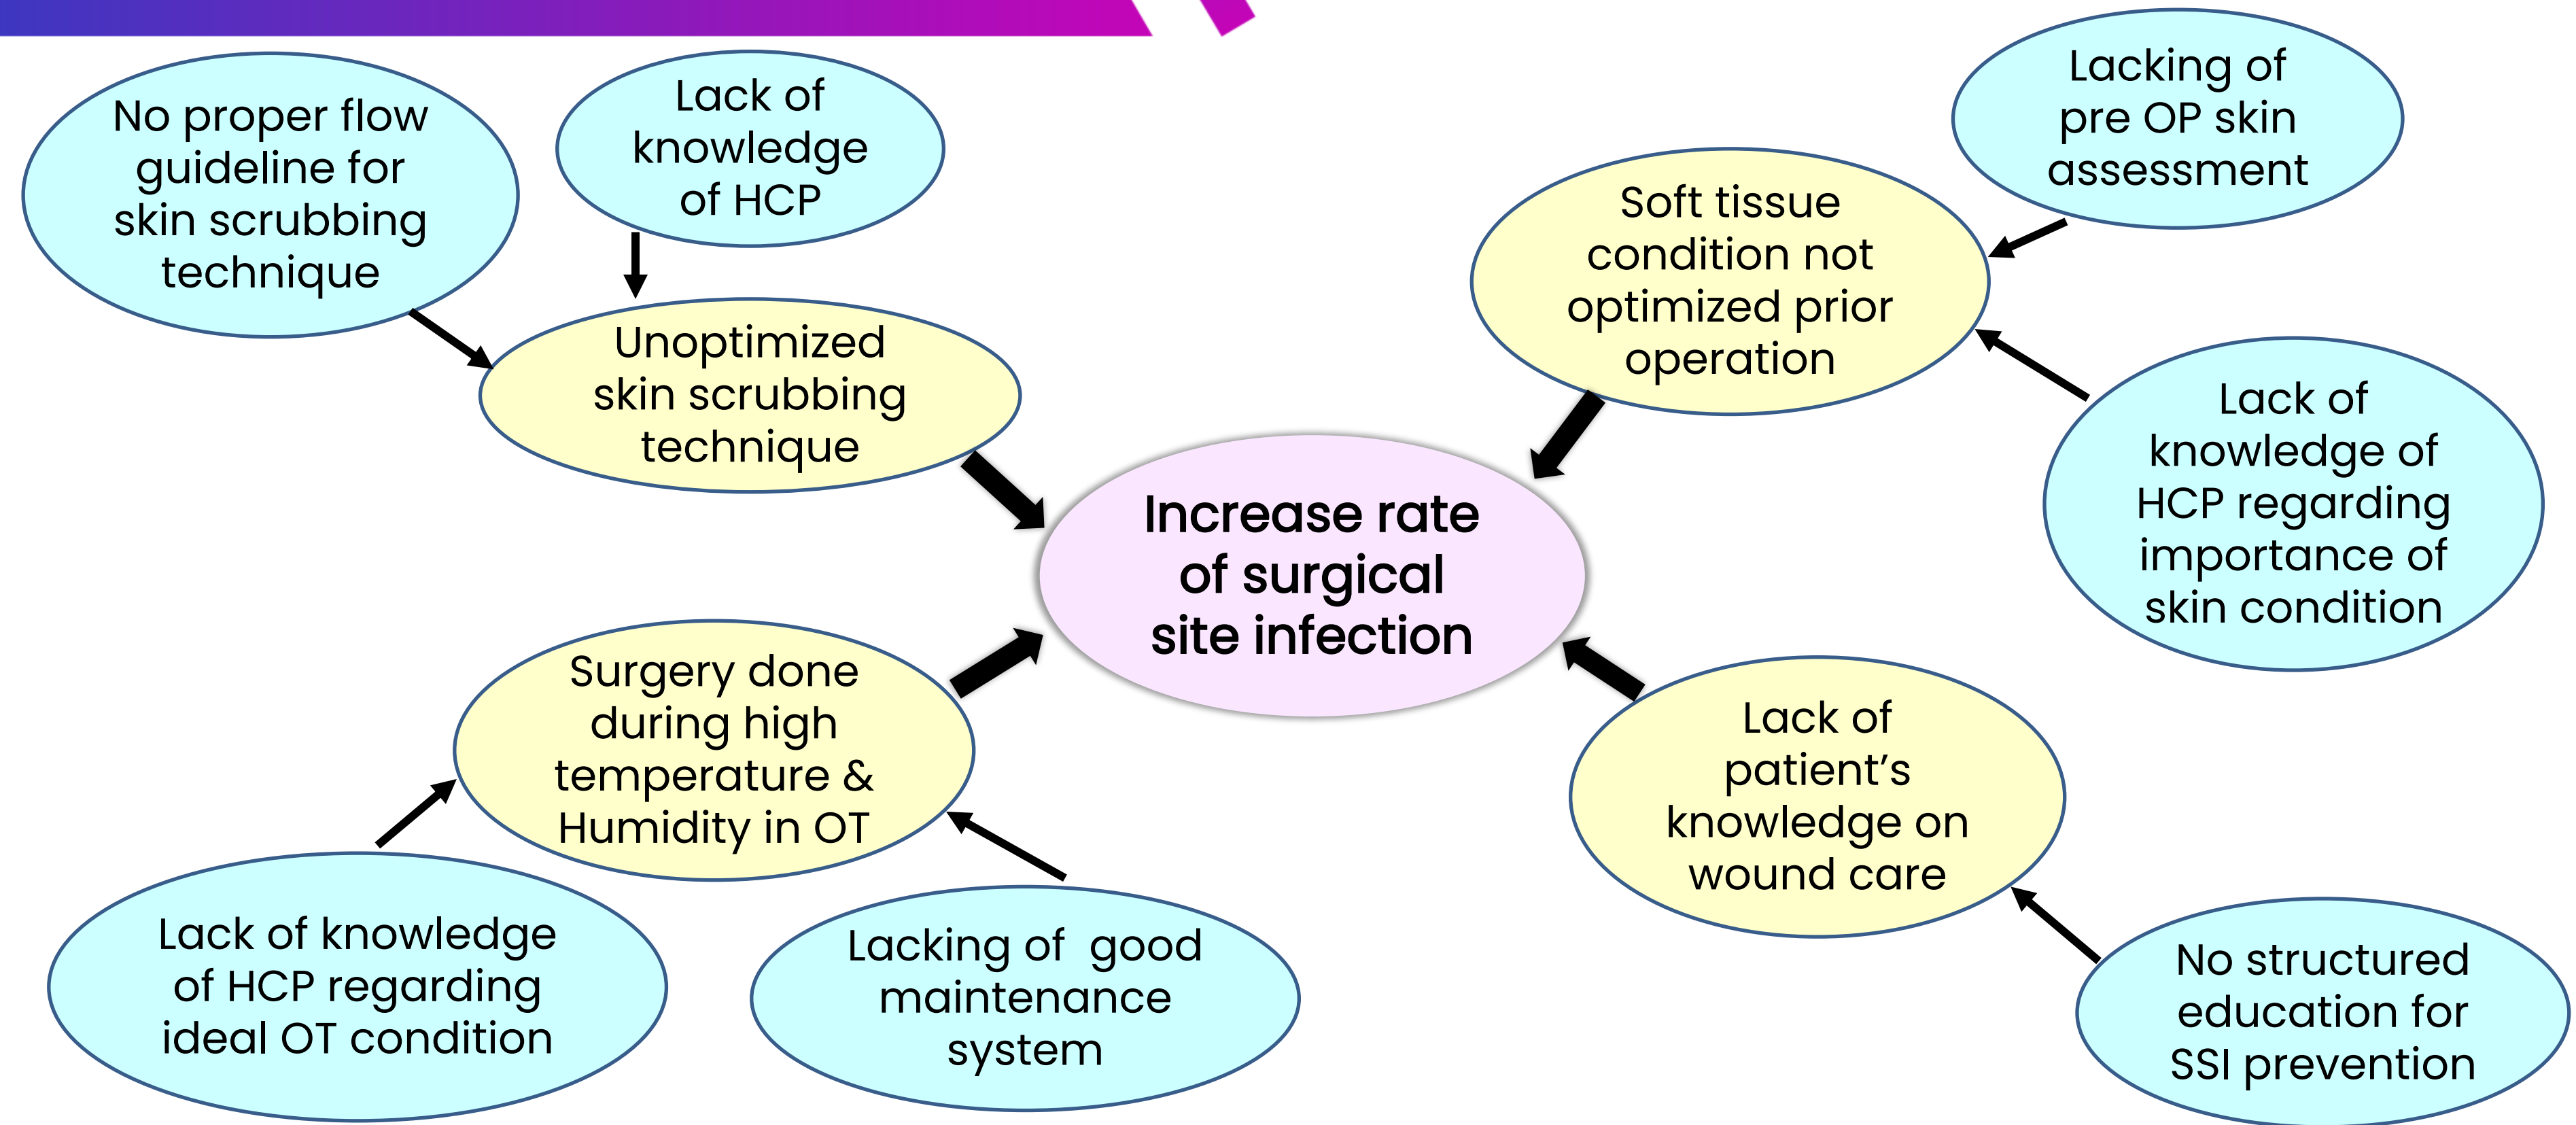 No proper flow
guideline for
skin scrubbing
technique
Lack of
knowledge
of HCP
Unoptimized
skin scrubbing
technique
Lacking of
pre OP skin
assessment
Soft tissue
condition not
optimized prior
operation
Lack of
knowledge of
HCP regarding
importance of
skin condition
Increase rate
of surgical
site infection
Surgery done
during high
temperature &
Humidity in OT
Lack of knowledge
of HCP regarding
ideal OT condition
Lacking of  good
maintenance
system
Lack of
patient’s
knowledge on
wound care
No structured
education for
SSI prevention